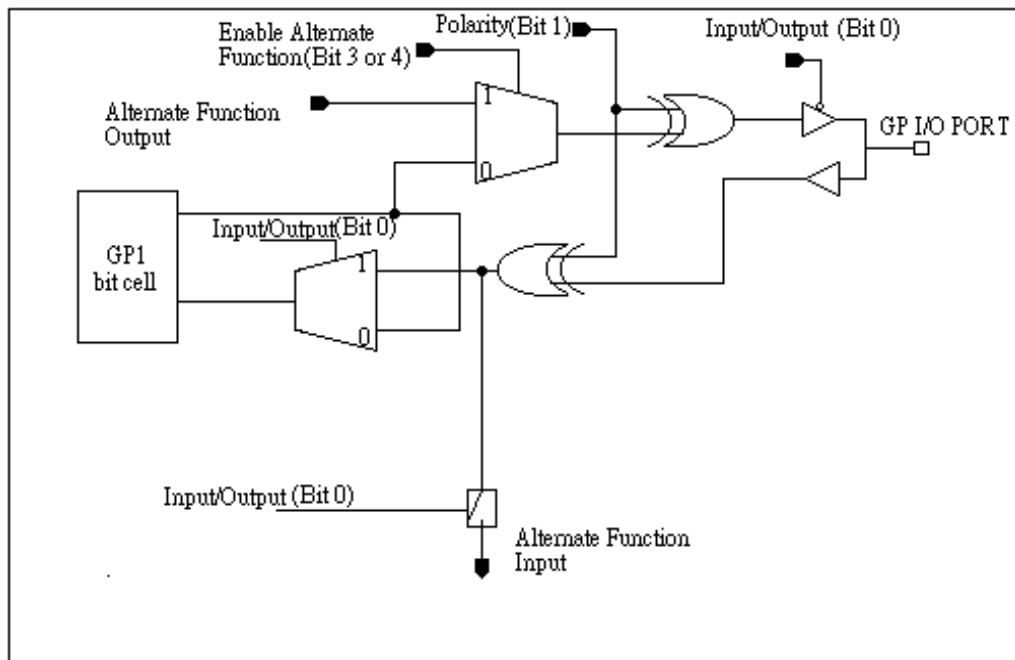 Polarity(Bit 1)
Input/Output (Bit 0)
Enable Alternate
Function(Bit 3 or 4)
1
Alternate Function
Output
GP I/O PORT
0
Input/Output(Bit 0)
GP1
bit cell
1
0
Input/Output (Bit 0)
Alternate Function
Input